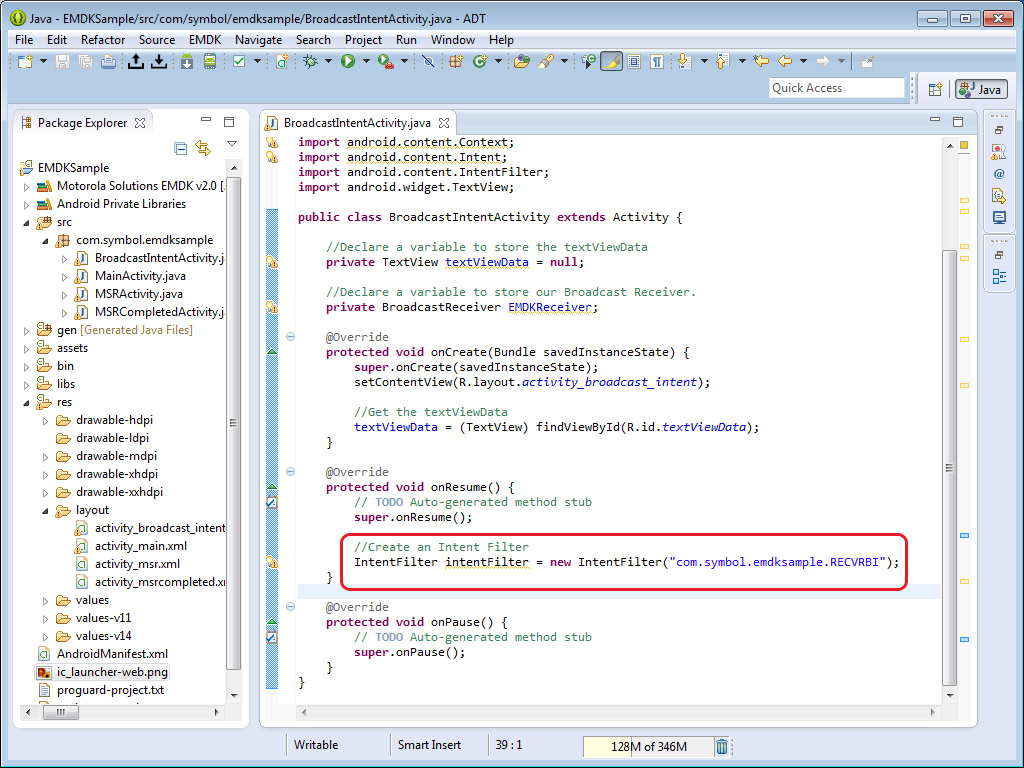 Java - EMDKSample/src/com/symbol/emdksample/BroadcastIntentActivity.java - ADT
File Edit Refactor Source EMDK Navigate Search Project Run Window Help
Quick Access
Java
Package Explorer
EMDKSample
Motorola Solutions EMDK v2.0 [
Android Private Libraries
src
com.symbol.emdksample
BroadcastIntentActivity.j
MainActivity.java
MSRActivity.java
MSRCompletedActivity.j
gen [Generated Java Files]
assets
bin
libs
res
drawable-hdpi
drawable-ldpi
drawable-mdpi
drawable-xhdpi
drawable-xxhdpi
layout
activity_broadcast_intent
activity_main.xml
activity_msr.xml
activity_msrcompleted.xm
values
values-v11
values-v14
AndroidManifest.xml
ic_launcher-web.png
proguard-project.txt
BroadcastIntentActivity.java
import android.content.Context;
import android.content.Intent;
import android.content.IntentFilter;
import android.widget.TextView;
public class BroadcastIntentActivity extends Activity {
//Declare a variable to store the textViewData
private TextView textViewData = null;
//Declare a variable to store our Broadcast Receiver.
private BroadcastReceiver EMDKReceiver;
@Override
protected void onCreate(Bundle savedInstanceState) {
super.onCreate(savedInstanceState);
setContentView(R.layout.activity_broadcast_intent);
//Get the textViewData
textViewData = (TextView) findViewById(R.id.textViewData);
}
@Override
protected void onResume() {
// TODO Auto-generated method stub
super.onResume();
//Create an Intent Filter
IntentFilter intentFilter = new IntentFilter("com.symbol.emdksample.RECVRBI");
}
@Override
protected void onPause() {
// TODO Auto-generated method stub
super.onPause();
}
}
Writable
Smart Insert
39 : 1
128M of 346M